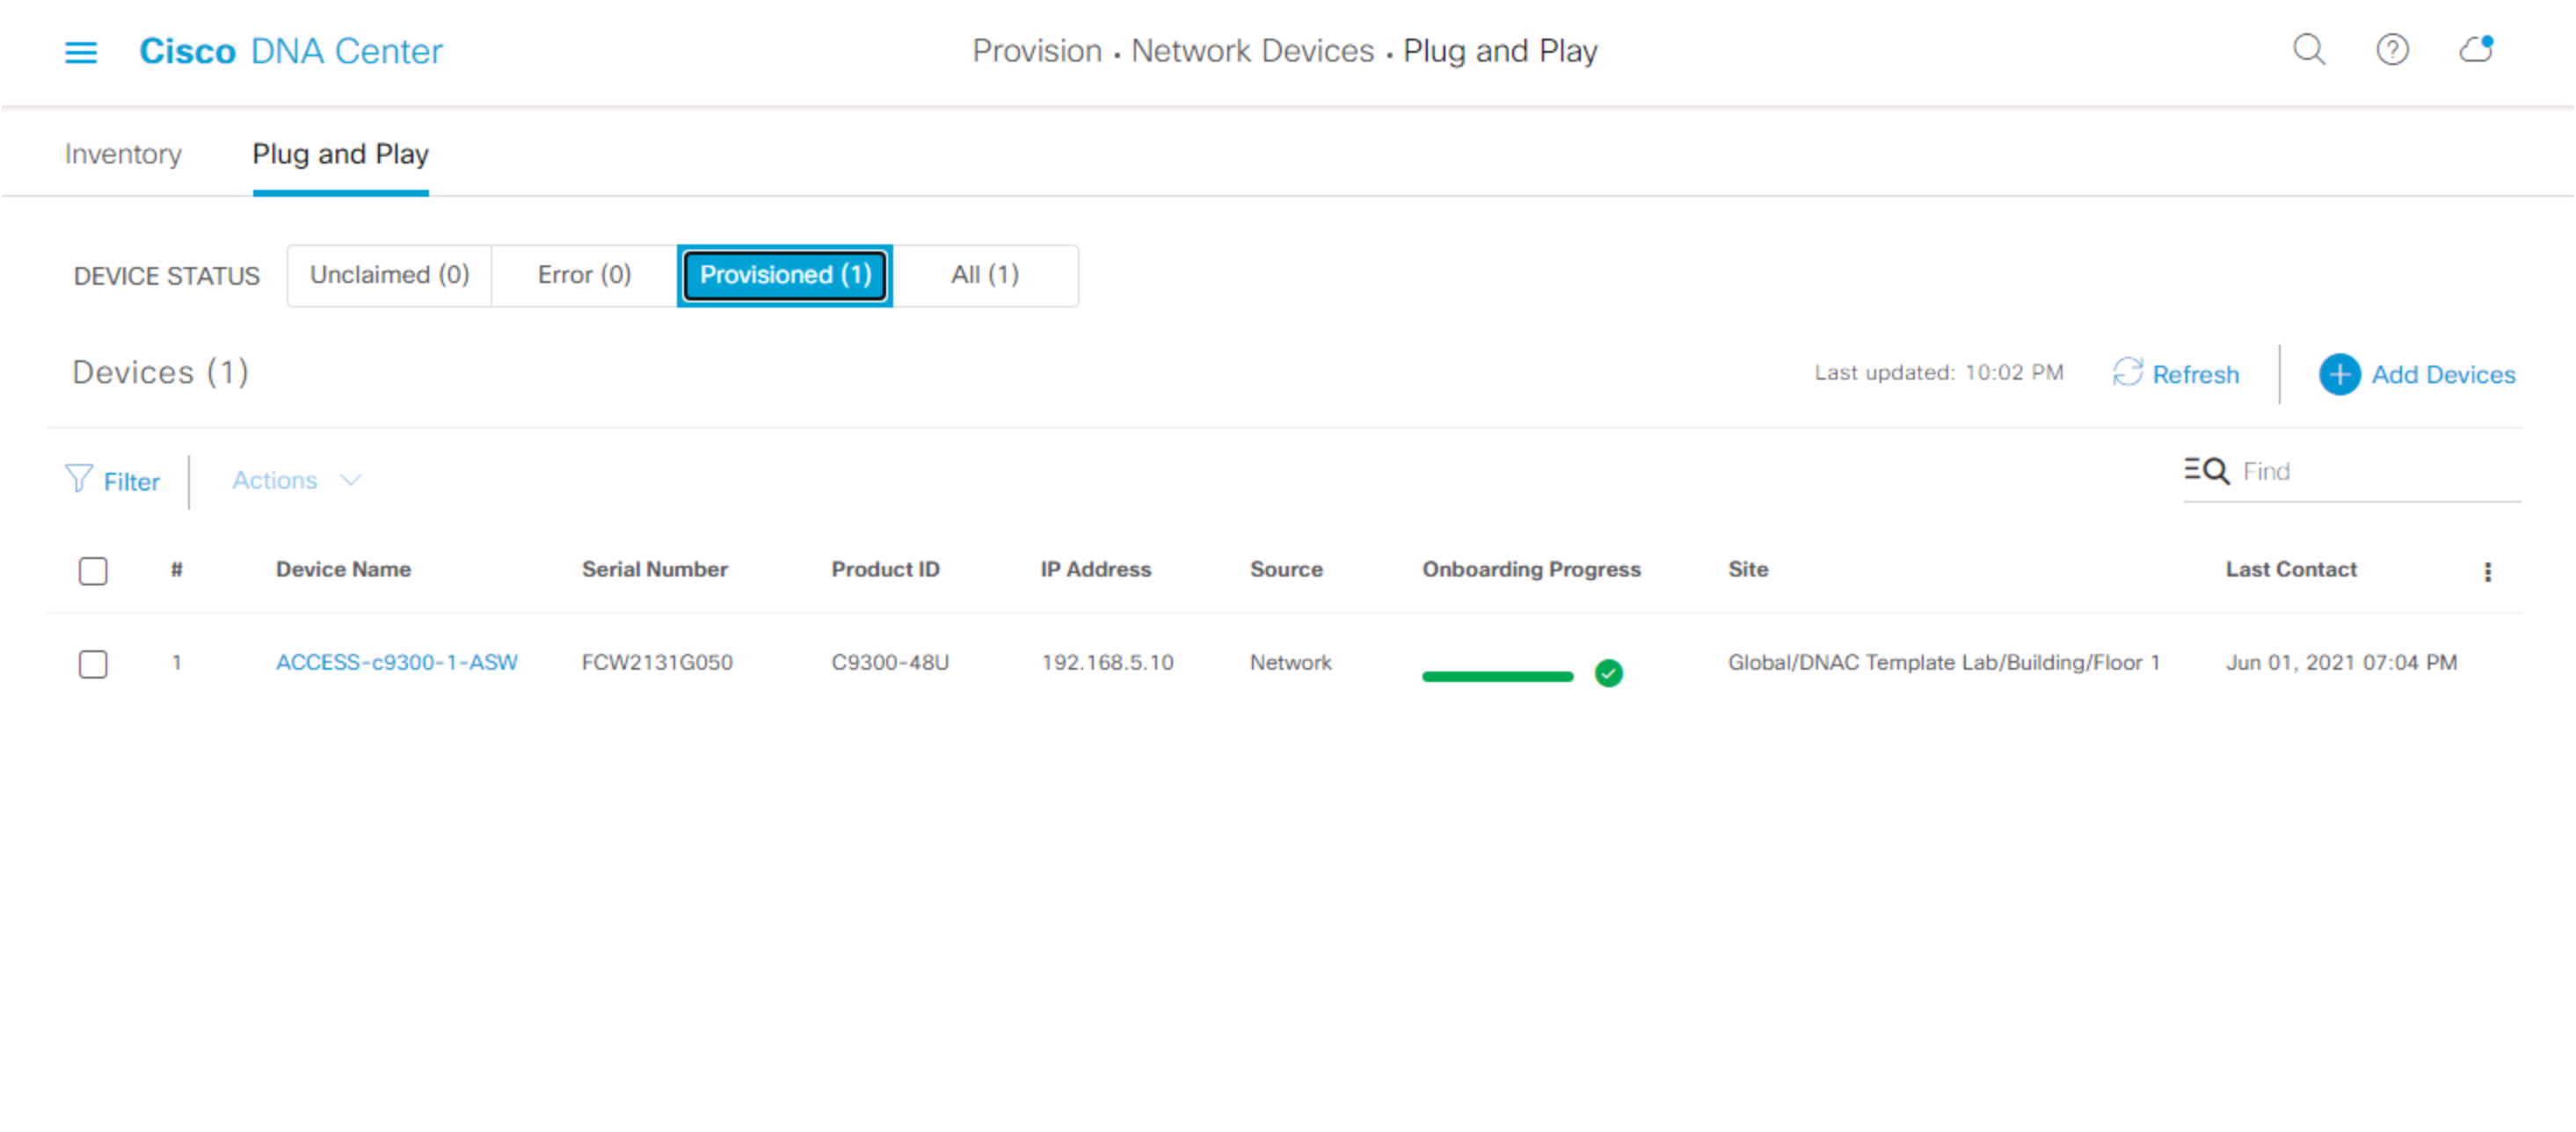 Cisco DNA Center Provision · Network Devices · Plug and Play
Inventory Plug and Play
DEVICE STATUS Unclaimed (0) Error (0) Provisioned (1) All (1)
Devices (1) Last updated: 10:02 PM Refresh Add Devices
Filter Actions Find
# Device Name Serial Number Product ID IP Address Source Onboarding Progress Site Last Contact
1 ACCESS-c9300-1-ASW FCW2131G050 C9300-48U 192.168.5.10 Network Global/DNAC Template Lab/Building/Floor 1 Jun 01, 2021 07:04 PM